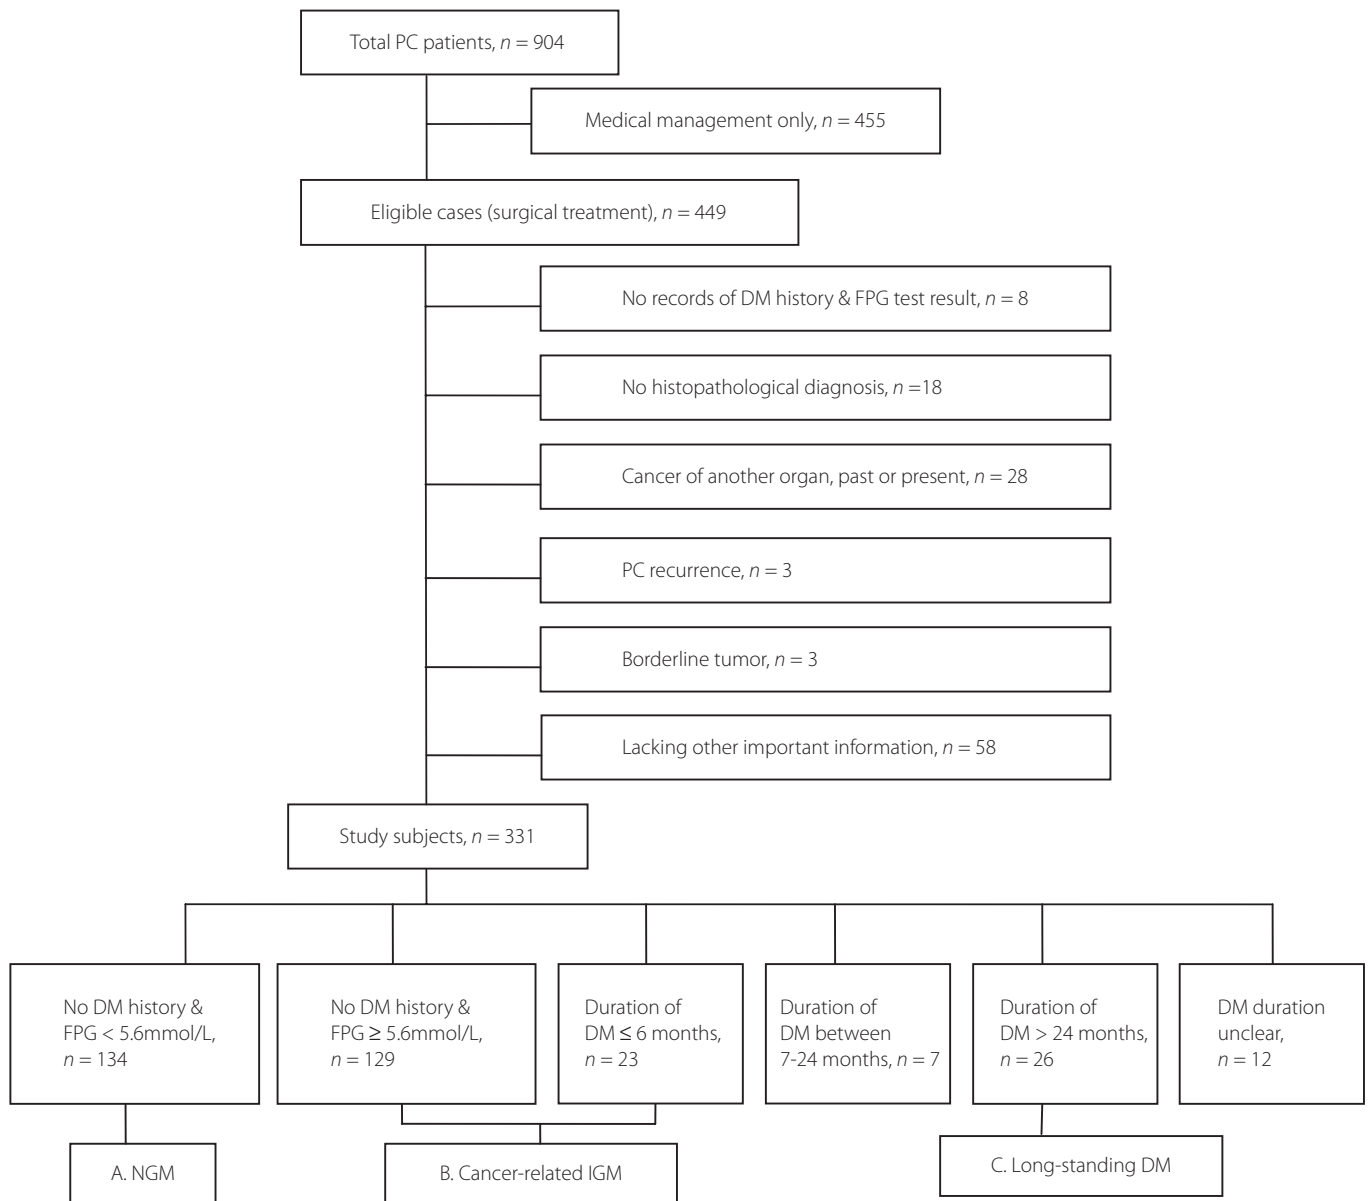 Total PC patients, n = 904
Medical management only, n = 455
Eligible cases (surgical treatment), n = 449
No records of DM history & FPG test result, n = 8
No histopathological diagnosis, n =18
Cancer of another organ, past or present, n = 28
PC recurrence, n = 3
Borderline tumor, n = 3
Lacking other important information, n = 58
Study subjects, n = 331
No DM history &
FPG < 5.6mmol/L,
n = 134
No DM history &
FPG ≥ 5.6mmol/L,
n = 129
Duration of
DM ≤ 6 months,
n = 23
Duration of
DM between
7-24 months, n = 7
Duration of
DM > 24 months,
n = 26
DM duration
unclear,
n = 12
A. NGM
B. Cancer-related IGM
C. Long-standing DM